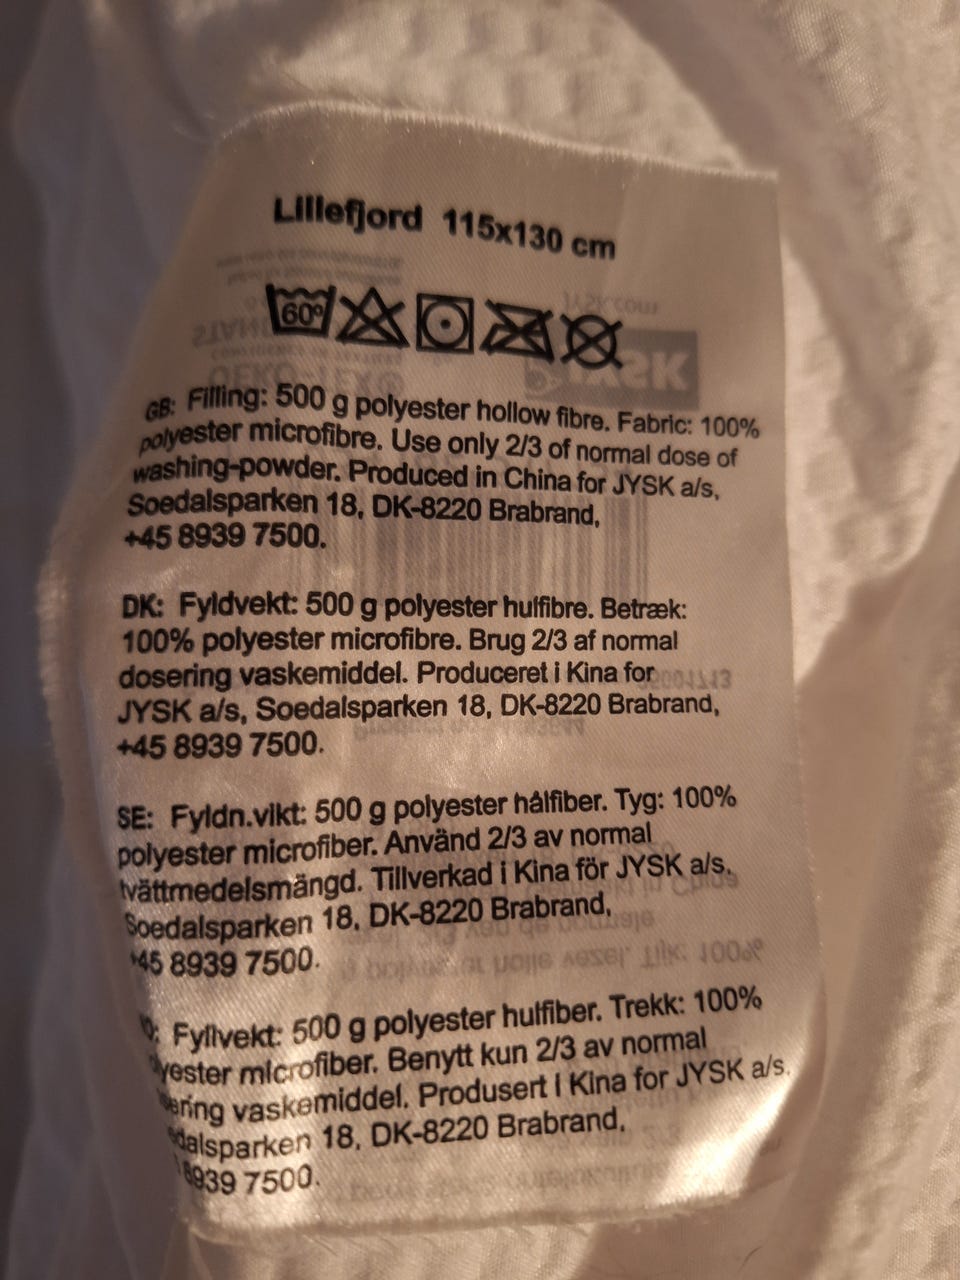 Lillefjord 115x130 cm
60°
GB: Filling: 500 g polyester hollow fibre. Fabric: 100%
polyester microfibre. Use only 2/3 of normal dose of
washing-powder. Produced in China for JYSK a/s,
Soedalsparken 18, DK-8220 Brabrand,
+45 8939 7500.
DK: Fyldvekt: 500 g polyester hulfibre. Betræk:
100% polyester microfibre. Brug 2/3 af normal
dosering vaskemiddel. Produceret i Kina for
JYSK a/s, Soedalsparken 18, DK-8220 Brabrand,
+45 8939 7500.
SE: Fyldn.vikt: 500 g polyester hålfiber. Tyg: 100%
polyester microfiber. Använd 2/3 av normal
tvättmedelsmängd. Tillverkad i Kina för JYSK a/s.
Soedalsparken 18, DK-8220 Brabrand,
+45 8939 7500.
Fyllvekt: 500 g polyester hulfiber. Trekk: 100%
microfiber. Benytt kun 2/3 av normal
vaskemiddel. Produsert i Kina for JYSK a/s.
18, DK-8220 Brabrand,
8939 7500.